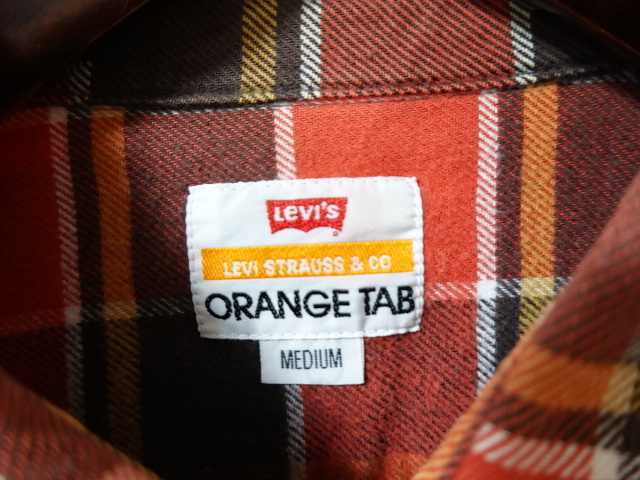 Levi's
LEVI STRAUSS & CO
ORANGE TAB
MEDIUM